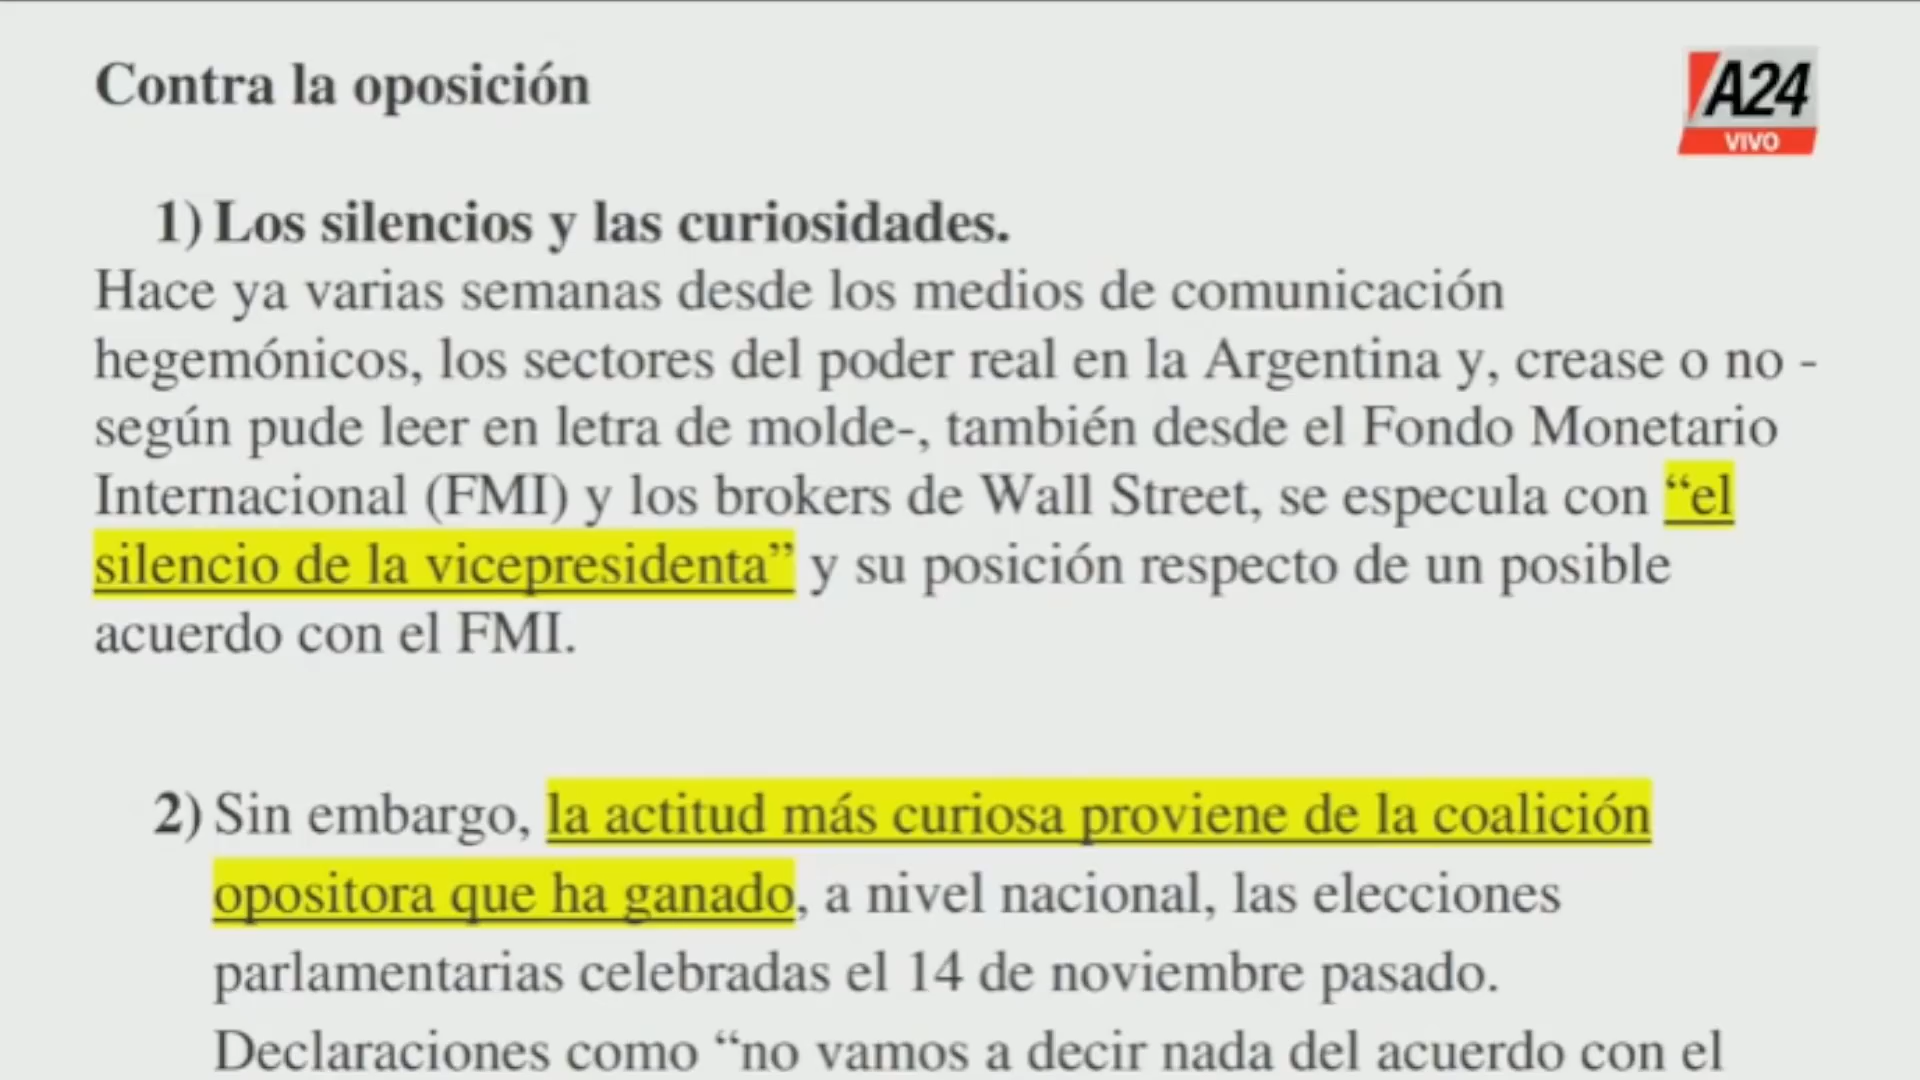 Contra la oposición
A24
VIVO
1) Los silencios y las curiosidades.
Hace ya varias semanas desde los medios de comunicación
hegemónicos, los sectores del poder real en la Argentina y, crease o no -
según pude leer en letra de molde-, también desde el Fondo Monetario
Internacional (FMI) y los brokers de Wall Street, se especula con “el
silencio de la vicepresidenta” y su posición respecto de un posible
acuerdo con el FMI.
2) Sin embargo, la actitud más curiosa proviene de la coalición
opositora que ha ganado, a nivel nacional, las elecciones
parlamentarias celebradas el 14 de noviembre pasado.
Declaraciones como “no vamos a decir nada del acuerdo con el